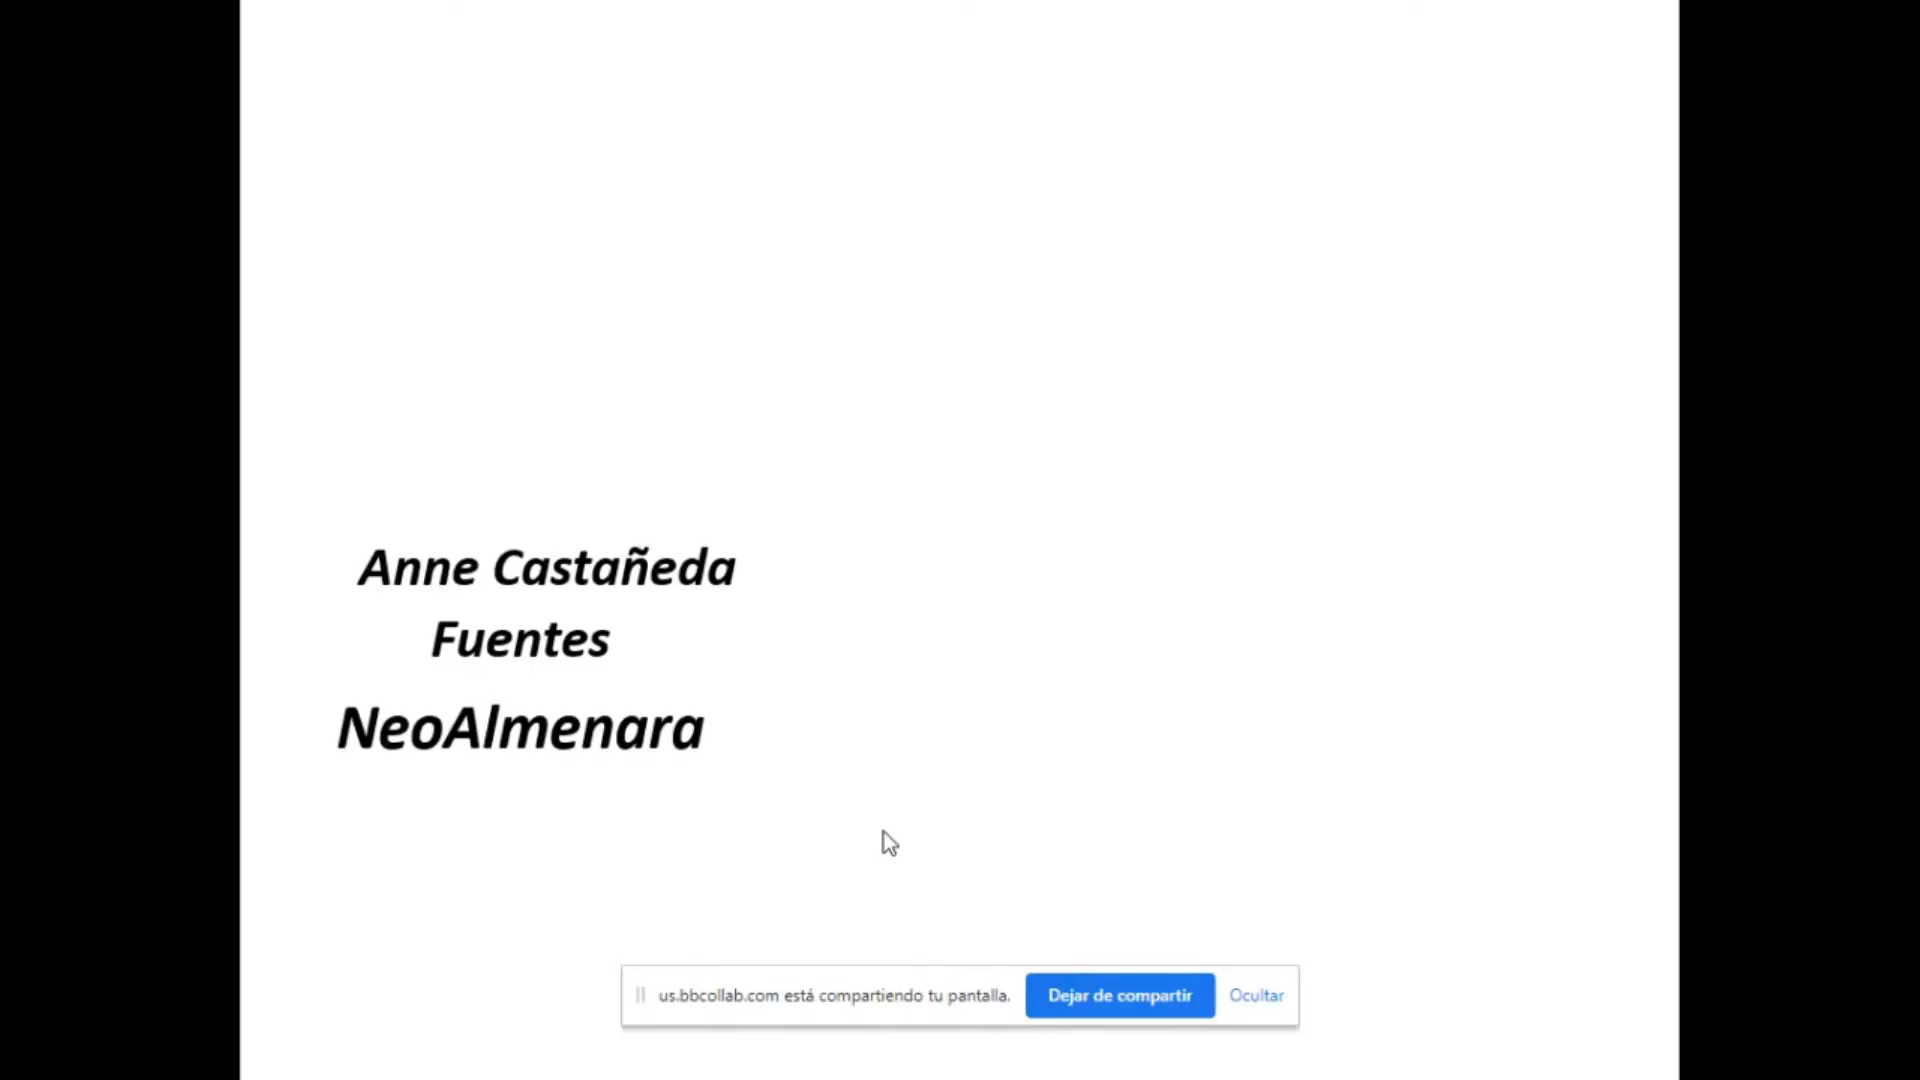 Anne Castañeda
Fuentes
NeoAlmenara
us.bbcollab.com está compartiendo tu pantalla. Dejar de compartir Ocultar